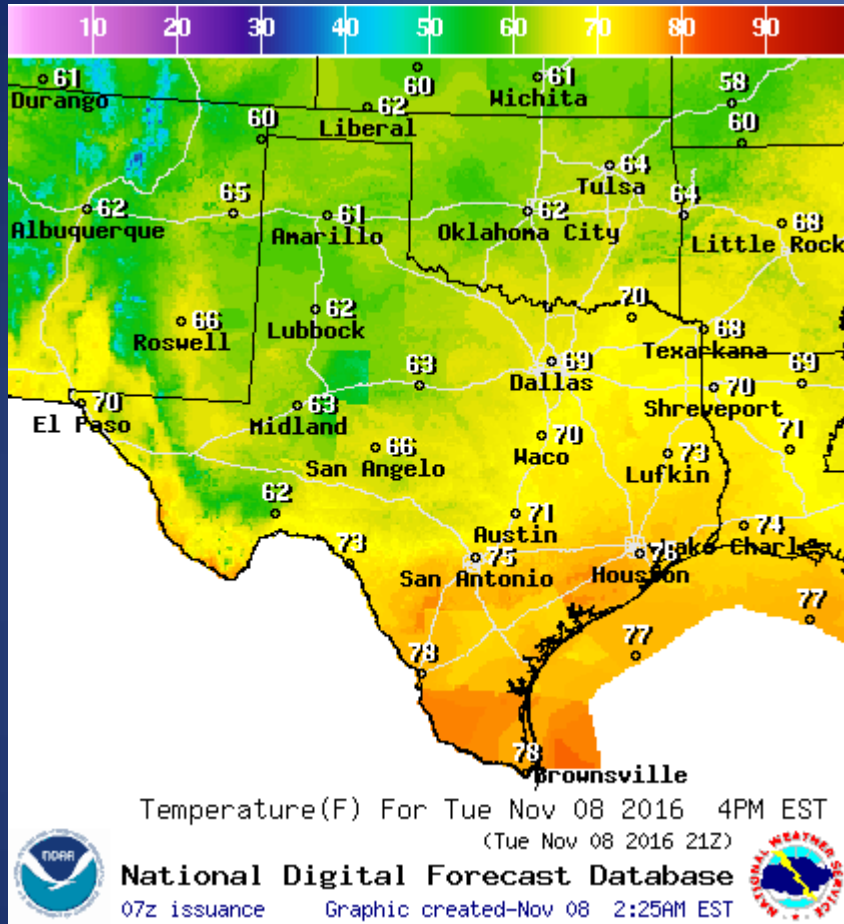 10 20 30 40 50 60 70 80 90
61 60 61 58
Durango Wichita
60 62 60
Liberal
64
Tulsa
62 65 61 62 64 68
Albuquerque Amarillo Oklahoma City Little Rock
66 62 70 68
Roswell Lubbock Texarkana
63 69 69
Dallas
70 63 70 70 71
El Paso Midland Shreveport
66 Waco 73
San Angelo Lufkin
62 71 74
Austin
73 75 76 Lake Charles
San Antonio Houston
77
78 77
78
Brownsville
Temperature(F) For Tue Nov 08 2016 4PM EST
(Tue Nov 08 2016 21Z)
NOAA
NATIONAL WEATHER SERVICE
National Digital Forecast Database
07z issuance Graphic created-Nov 08 2:25AM EST